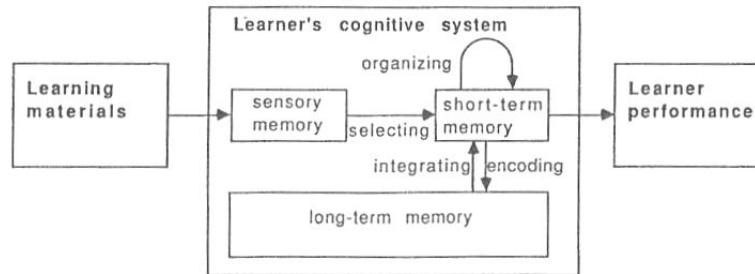 Learner's cognitive system
organizing
Learning
materials
sensory
memory
selecting
short-term
memory
Learner
performance
integrating
encoding
long-term memory